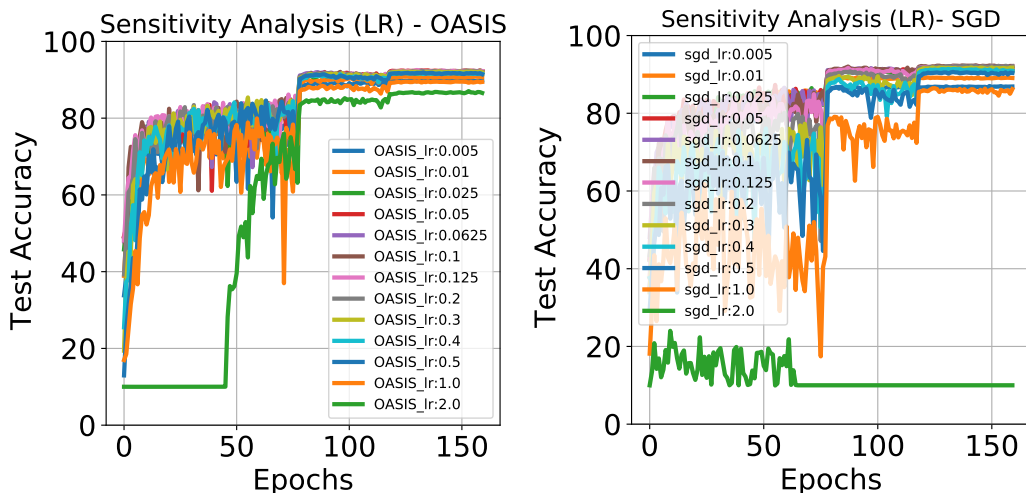 Sensitivity Analysis (LR) - OASIS
100
80
60
40
20
0
Test Accuracy
0 50 100 150
Epochs
OASIS_lr:0.005
OASIS_lr:0.01
OASIS_lr:0.025
OASIS_lr:0.05
OASIS_lr:0.0625
OASIS_lr:0.1
OASIS_lr:0.125
OASIS_lr:0.2
OASIS_lr:0.3
OASIS_lr:0.4
OASIS_lr:0.5
OASIS_lr:1.0
OASIS_lr:2.0
Sensitivity Analysis (LR)- SGD
100
80
60
40
20
0
Test Accuracy
0 50 100 150
Epochs
sgd_lr:0.005
sgd_lr:0.01
sgd_lr:0.025
sgd_lr:0.05
sgd_lr:0.0625
sgd_lr:0.1
sgd_lr:0.125
sgd_lr:0.2
sgd_lr:0.3
sgd_lr:0.4
sgd_lr:0.5
sgd_lr:1.0
sgd_lr:2.0